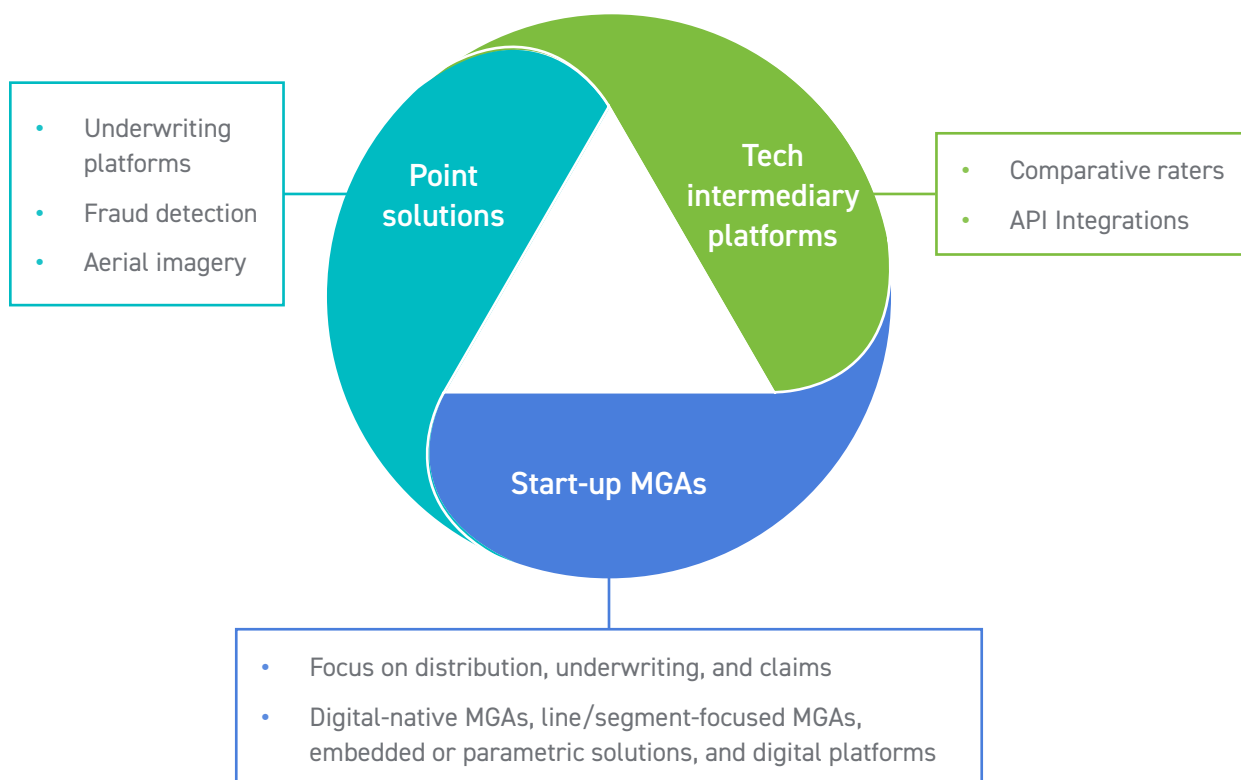 • Underwriting
platforms
• Fraud detection
• Aerial imagery
Point
solutions
Tech
intermediary
platforms
• Comparative raters
• API Integrations
Start-up MGAs
• Focus on distribution, underwriting, and claims
• Digital-native MGAs, line/segment-focused MGAs,
embedded or parametric solutions, and digital platforms